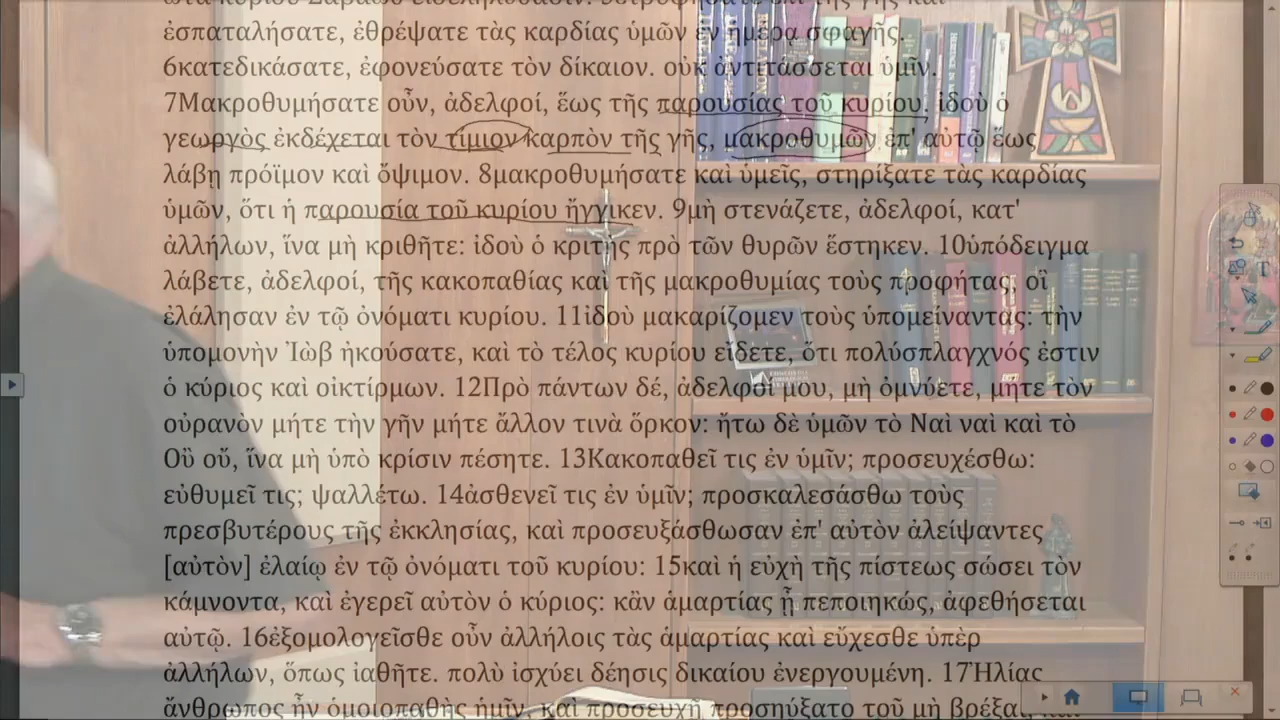 ἐσπαταλήσατε, ἐθρέψατε τὰς καρδίας ὑμῶν ἐν ἡμέρᾳ σφαγῆς.
6κατεδικάσατε, ἐφονεύσατε τὸν δίκαιον. οὐκ ἀντιτάσσεται ὑμῖν.
7Μακροθυμήσατε οὖν, ἀδελφοί, ἕως τῆς παρουσίας τοῦ κυρίου. ἰδοὺ ὁ
γεωργὸς ἐκδέχεται τὸν τίμιον καρπὸν τῆς γῆς, μακροθυμῶν ἐπ' αὐτῷ ἕως
λάβῃ πρόϊμον καὶ ὄψιμον. 8μακροθυμήσατε καὶ ὑμεῖς, στηρίξατε τὰς καρδίας
ὑμῶν, ὅτι ἡ παρουσία τοῦ κυρίου ἤγγικεν. 9μὴ στενάζετε, ἀδελφοί, κατ'
ἀλλήλων, ἵνα μὴ κριθῆτε: ἰδοὺ ὁ κριτὴς πρὸ τῶν θυρῶν ἕστηκεν. 10ὑπόδειγμα
λάβετε, ἀδελφοί, τῆς κακοπαθίας καὶ τῆς μακροθυμίας τοὺς προφήτας, οἳ
ἐλάλησαν ἐν τῷ ὀνόματι κυρίου. 11ἰδοὺ μακαρίζομεν τοὺς ὑπομείναντας: τὴν
ὑπομονὴν Ἰὼβ ἠκούσατε, καὶ τὸ τέλος κυρίου εἴδετε, ὅτι πολύσπλαγχνός ἐστιν
ὁ κύριος καὶ οἰκτίρμων. 12Πρὸ πάντων δέ, ἀδελφοί μου, μὴ ὀμνύετε, μήτε τὸν
οὐρανὸν μήτε τὴν γῆν μήτε ἄλλον τινὰ ὅρκον: ἤτω δὲ ὑμῶν τὸ Ναὶ ναὶ καὶ τὸ
Οὒ οὔ, ἵνα μὴ ὑπὸ κρίσιν πέσητε. 13Κακοπαθεῖ τις ἐν ὑμῖν; προσευχέσθω:
εὐθυμεῖ τις; ψαλλέτω. 14ἀσθενεῖ τις ἐν ὑμῖν; προσκαλεσάσθω τοὺς
πρεσβυτέρους τῆς ἐκκλησίας, καὶ προσευξάσθωσαν ἐπ' αὐτὸν ἀλείψαντες
[αὐτὸν] ἐλαίῳ ἐν τῷ ὀνόματι τοῦ κυρίου: 15καὶ ἡ εὐχὴ τῆς πίστεως σώσει τὸν
κάμνοντα, καὶ ἐγερεῖ αὐτὸν ὁ κύριος: κἂν ἁμαρτίας ᾖ πεποιηκώς, ἀφεθήσεται
αὐτῷ. 16ἐξομολογεῖσθε οὖν ἀλλήλοις τὰς ἁμαρτίας καὶ εὔχεσθε ὑπὲρ
ἀλλήλων, ὅπως ἰαθῆτε. πολὺ ἰσχύει δέησις δικαίου ἐνεργουμένη. 17Ἠλίας
ἄνθρωπος ἦν ὁμοιοπαθὴς ἡμῖν, καὶ προσευχῇ προσηύξατο τοῦ μὴ βρέξαι,